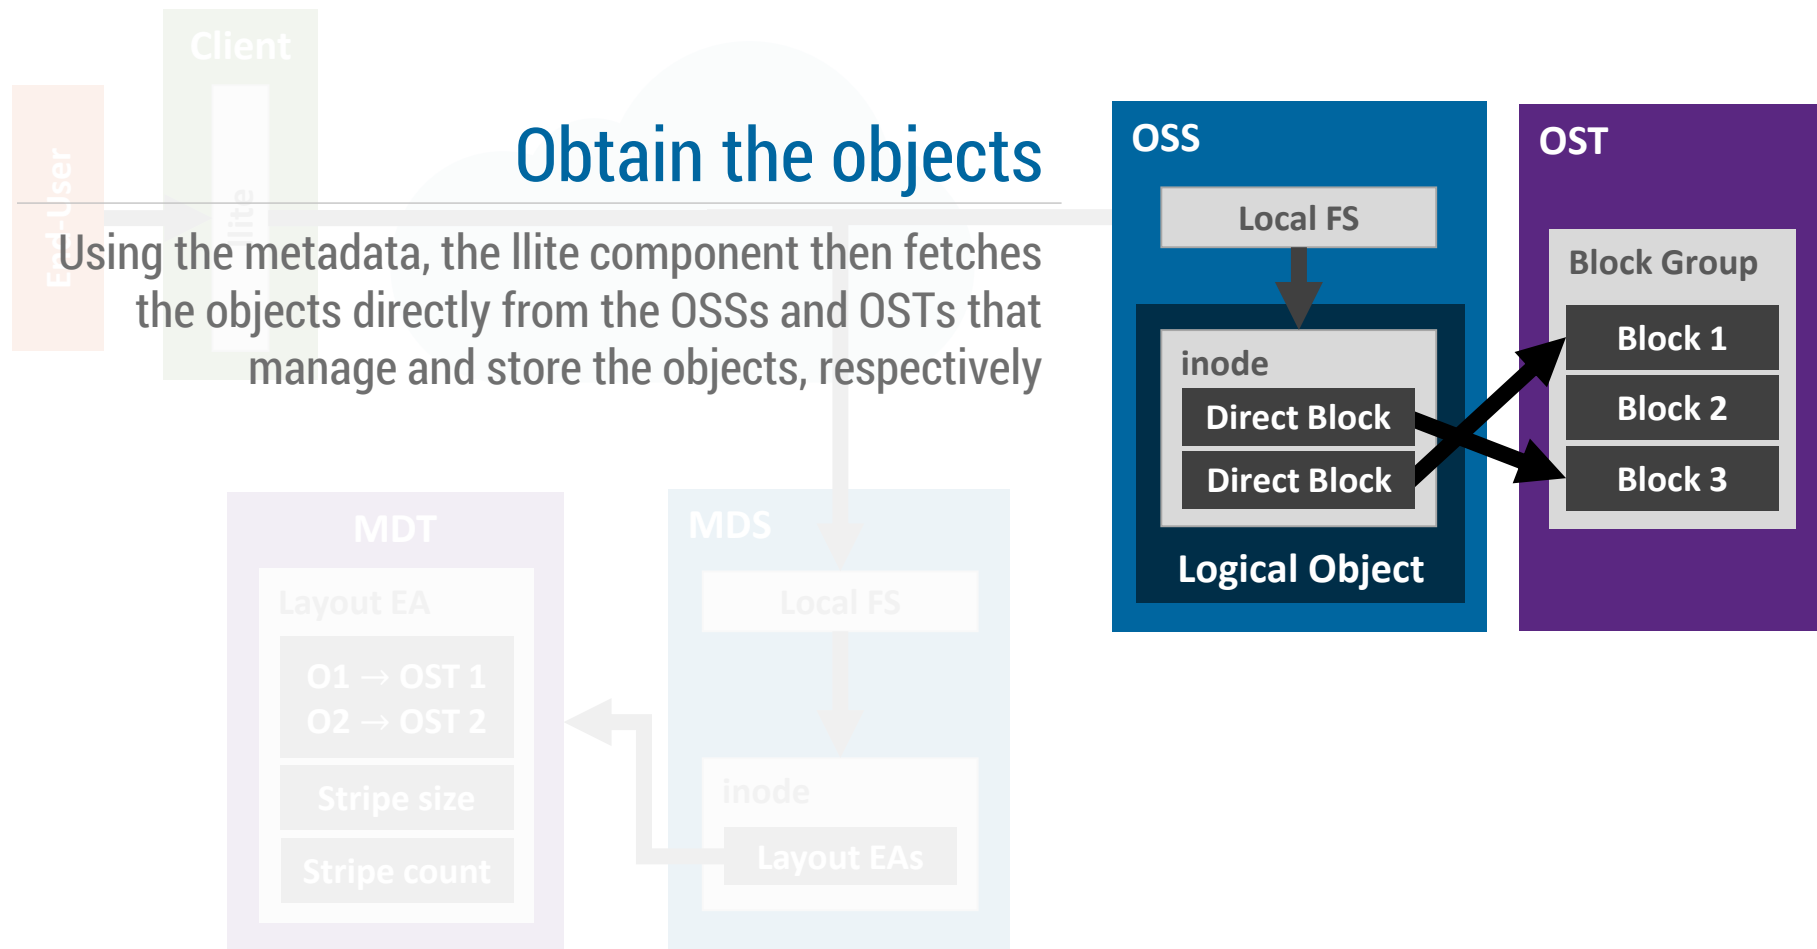 Client
End-User
llite
Obtain the objects
Using the metadata, the llite component then fetches
the objects directly from the OSSs and OSTs that
manage and store the objects, respectively
OSS
Local FS
inode
Direct Block
Direct Block
Logical Object
OST
Block Group
Block 1
Block 2
Block 3
MDT
Layout EA
O1 → OST 1
O2 → OST 2
Stripe size
Stripe count
MDS
Local FS
inode
Layout EAs